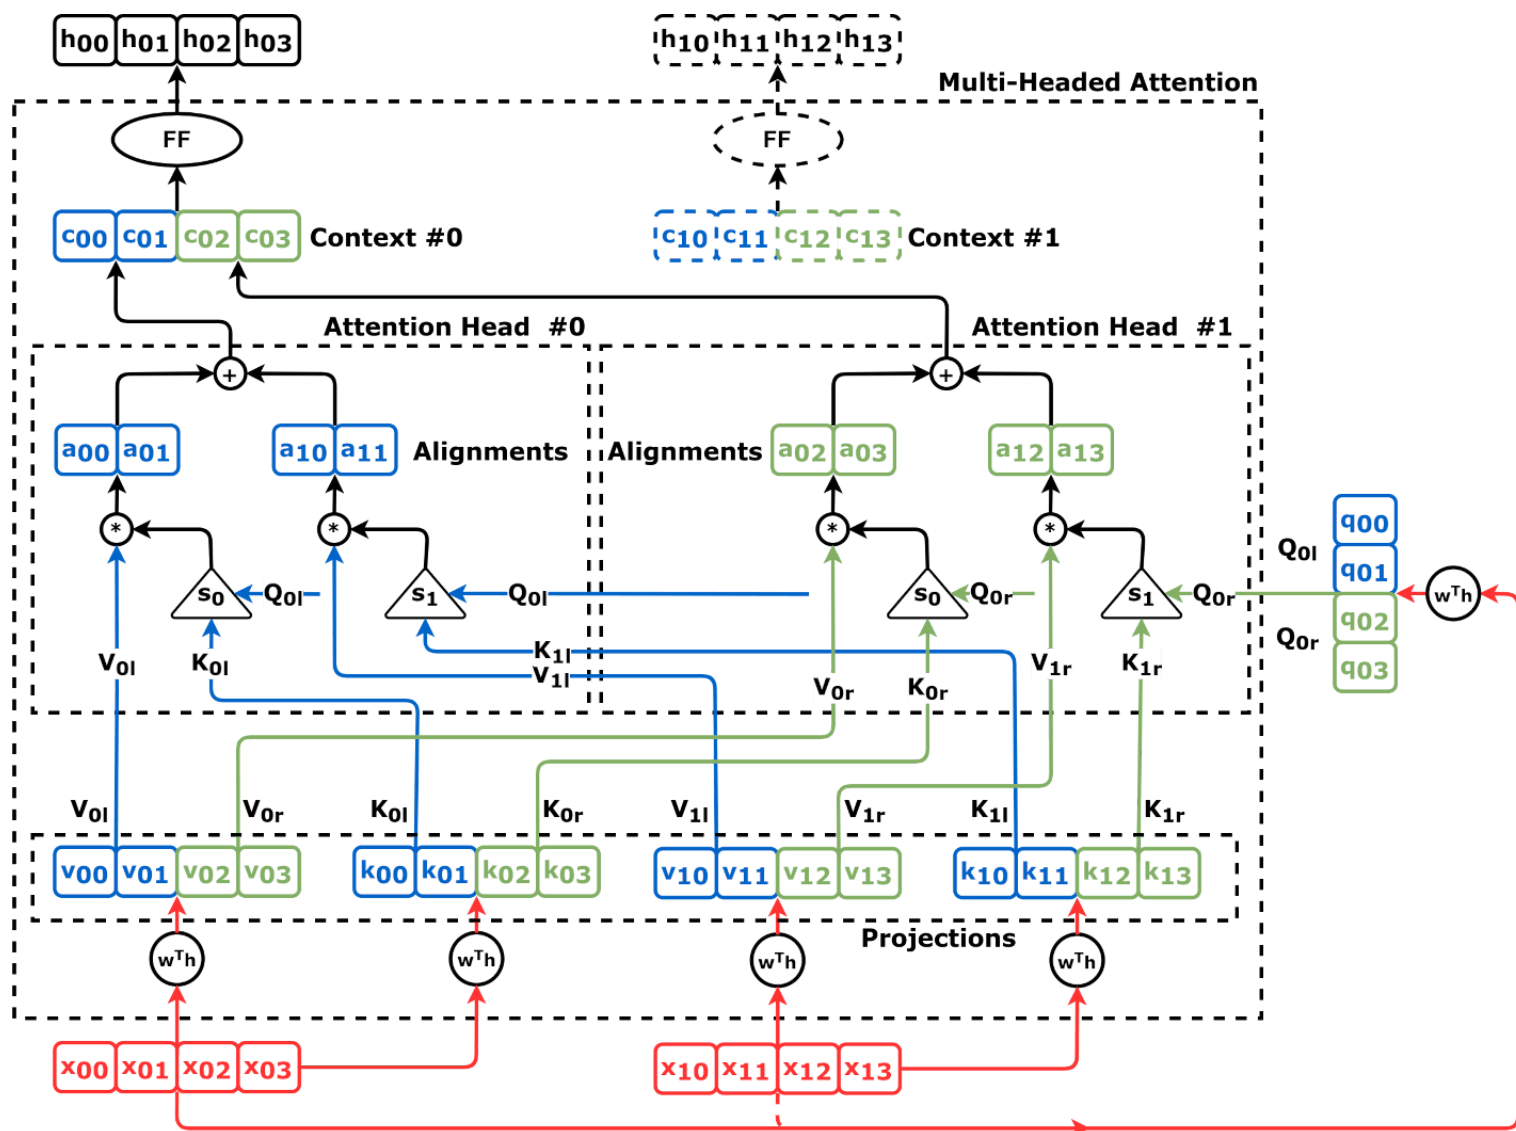 h00 h01 h02 h03 h10 h11 h12 h13
Multi-Headed Attention
FF FF
c00 c01 c02 c03 Context #0 c10 c11 c12 c13 Context #1
Attention Head #0 Attention Head #1
+ +
a00 a01 a10 a11 Alignments Alignments a02 a03 a12 a13
* * * *
q00
Q0l
q01
s0 Q0l s1 Q0l s0 Q0r s1 Q0r wTh
q02
Q0r
q03
K1l
V0l K0l V1r K1r
V1l
V0r K0r
V0l V0r K0l K0r V1l V1r K1l K1r
v00 v01 v02 v03 k00 k01 k02 k03 v10 v11 v12 v13 k10 k11 k12 k13
Projections
wTh wTh wTh wTh
x00 x01 x02 x03 x10 x11 x12 x13